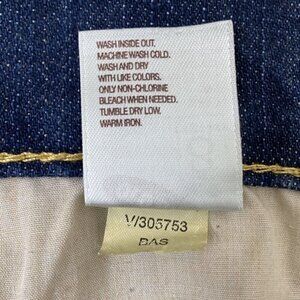 WASH INSIDE OUT.
MACHINE WASH COLD.
WASH AND DRY
WITH LIKE COLORS.
ONLY NON-CHLORINE
BLEACH WHEN NEEDED.
TUMBLE DRY LOW.
WARM IRON.
V/305753
BAS